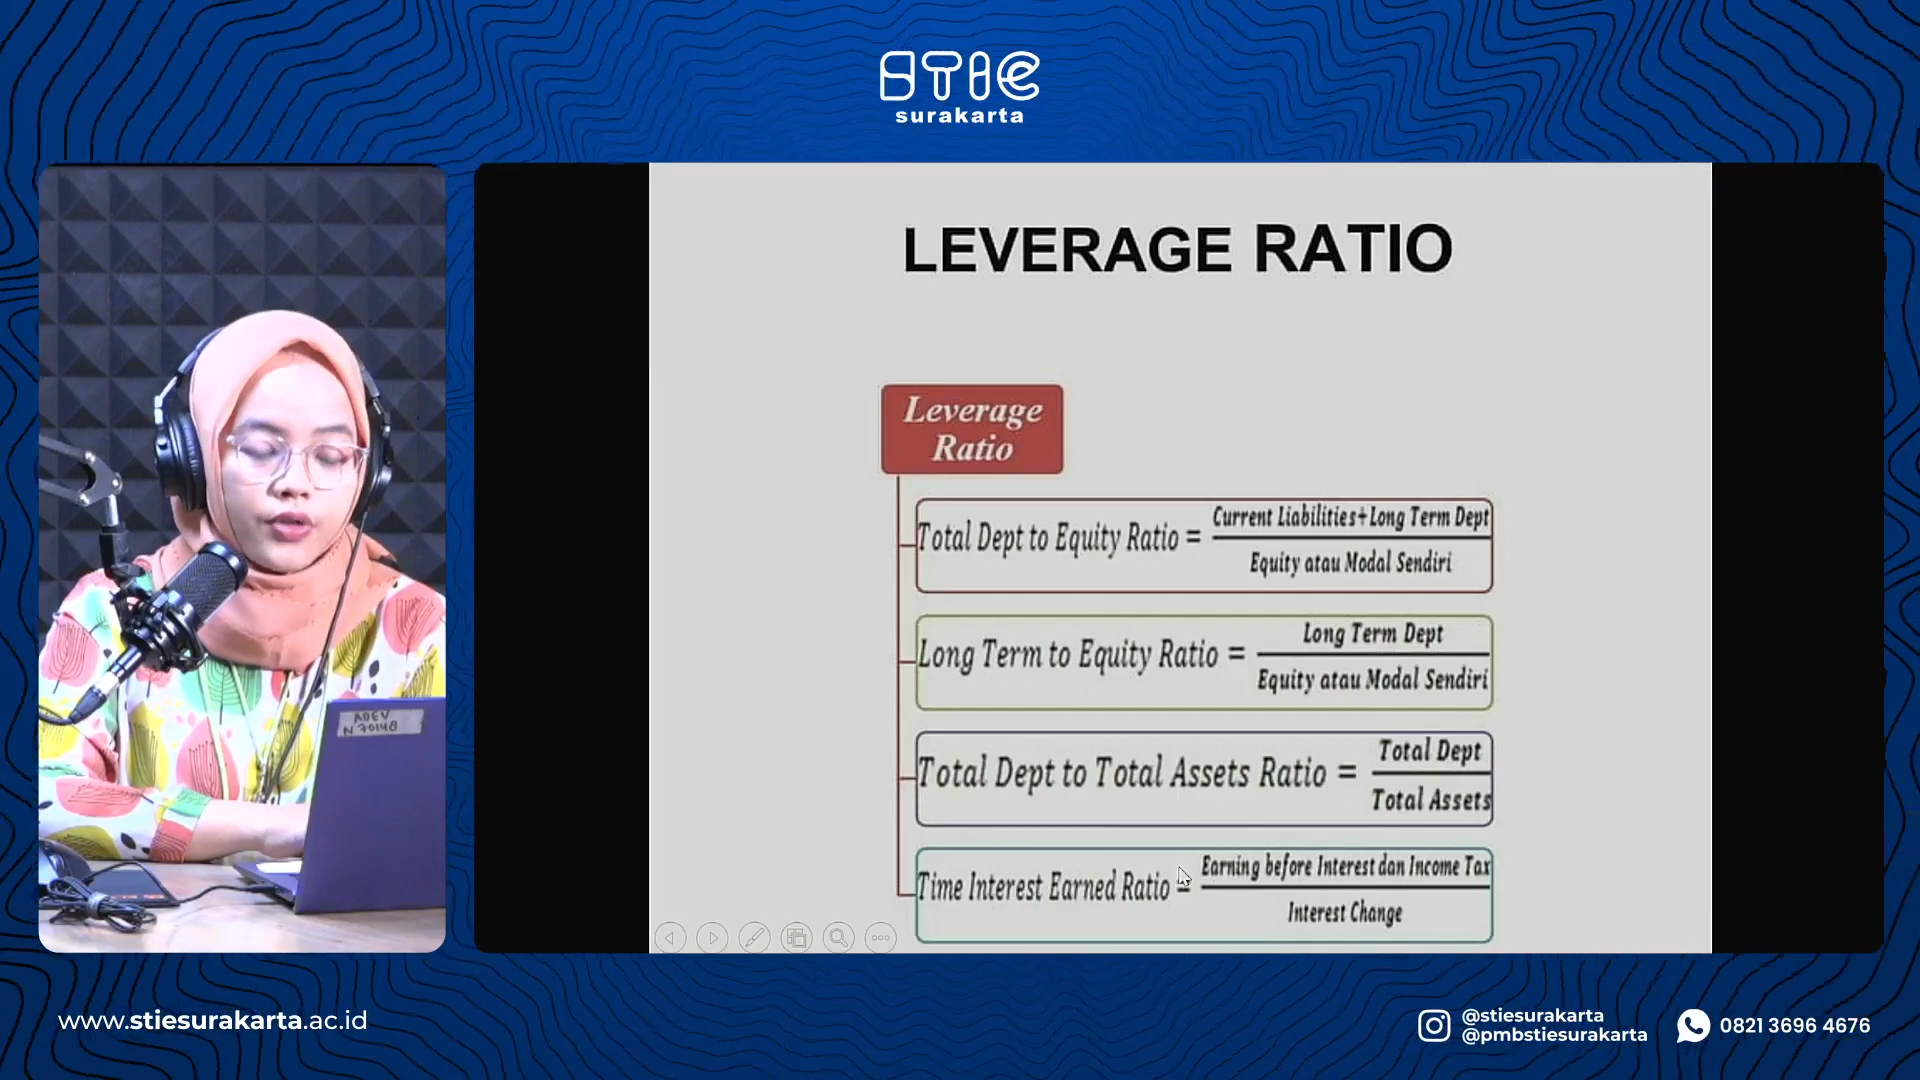 STIE
surakarta
LEVERAGE RATIO
Leverage
Ratio
Total Dept to Equity Ratio = Current Liabilities+Long Term Dept
Equity atau Modal Sendiri
Long Term to Equity Ratio = Long Term Dept
Equity atau Modal Sendiri
Total Dept to Total Assets Ratio = Total Dept
Total Assets
Time Interest Earned Ratio = Earning before Interest dan Income Tax
Interest Change
ADEV
N 70148
www.stiesurakarta.ac.id
@stiesurakarta
@pmbstiesurakarta
0821 3696 4676